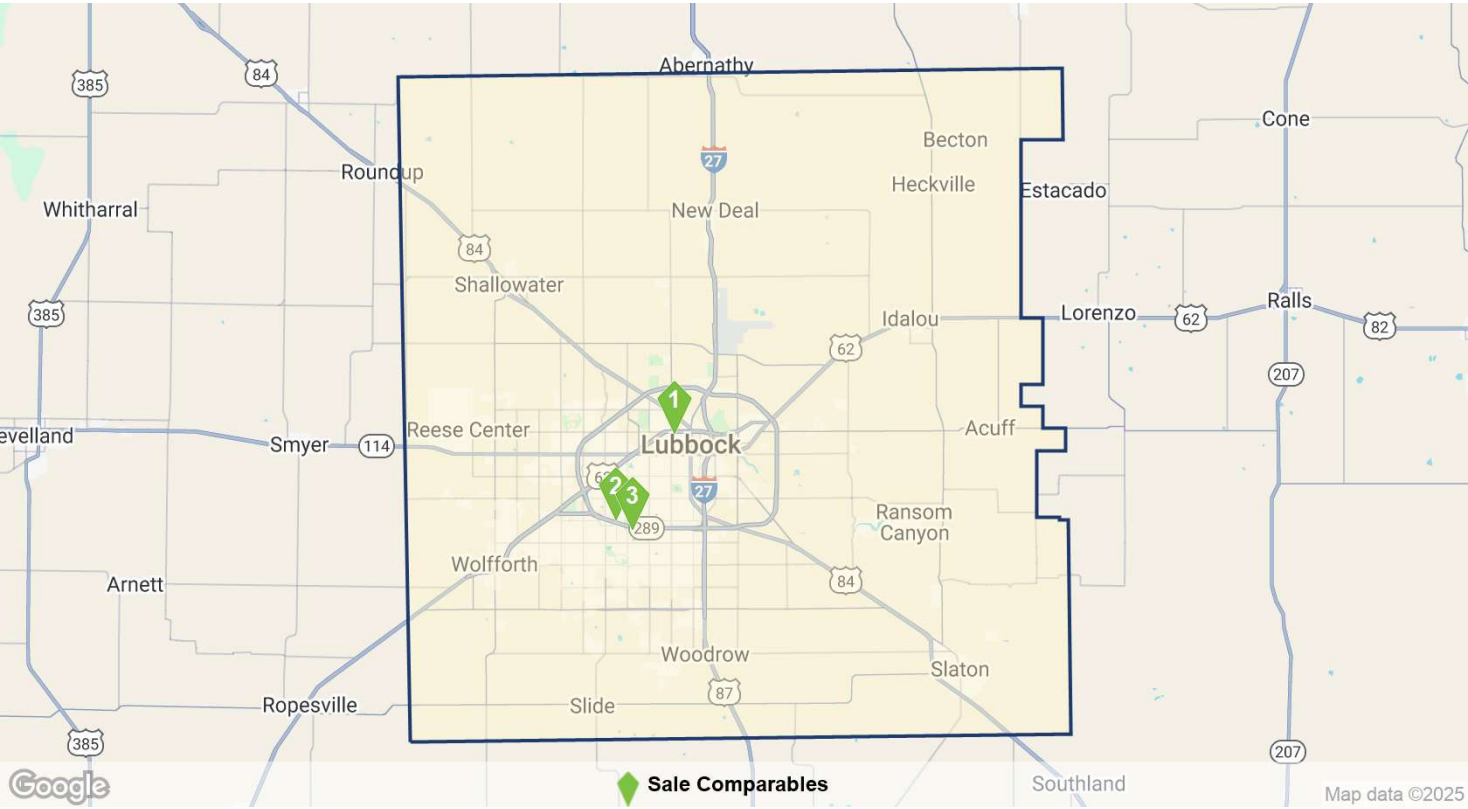 Abernathy
84
385
27
Cone
Becton
Roundup
Heckville
Estacado
Whitharral
New Deal
84
Shallowater
385
Lorenzo
62
Ralls
82
Idalou
62
207
1
Reese Center
Acuff
evelland
Smyer
114
Lubbock
62
2
3
27
289
Ransom
Canyon
Wolfforth
Arnett
84
Woodrow
Slaton
87
Ropesville
Slide
385
207
Google
Sale Comparables
Southland
Map data ©2025